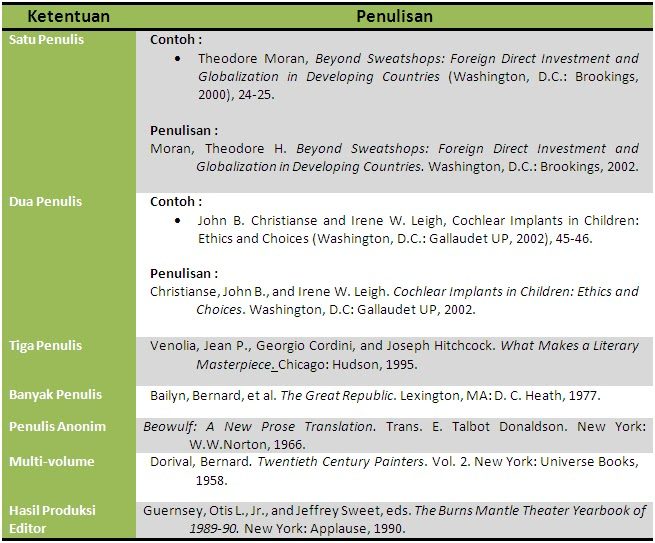 Ketentuan Penulisan
Satu Penulis
Contoh :
• Theodore Moran, Beyond Sweatshops: Foreign Direct Investment and
Globalization in Developing Countries (Washington, D.C.: Brookings,
2000), 24-25.
Penulisan :
Moran, Theodore H. Beyond Sweatshops: Foreign Direct Investment and
Globalization in Developing Countries. Washington, D.C.: Brookings, 2002.
Dua Penulis
Contoh :
• John B. Christianse and Irene W. Leigh, Cochlear Implants in Children:
Ethics and Choices (Washington, D.C.: Gallaudet UP, 2002), 45-46.
Penulisan :
Christianse, John B., and Irene W. Leigh. Cochlear Implants in Children: Ethics and
Choices. Washington, D.C: Gallaudet UP, 2002.
Tiga Penulis
Venolia, Jean P., Georgio Cordini, and Joseph Hitchcock. What Makes a Literary
Masterpiece. Chicago: Hudson, 1995.
Banyak Penulis
Bailyn, Bernard, et al. The Great Republic. Lexington, MA: D. C. Heath, 1977.
Penulis Anonim
Beowulf: A New Prose Translation. Trans. E. Talbot Donaldson. New York:
W.W.Norton, 1966.
Multi-volume
Dorival, Bernard. Twentieth Century Painters. Vol. 2. New York: Universe Books,
1958.
Hasil Produksi
Editor
Guernsey, Otis L., Jr., and Jeffrey Sweet, eds. The Burns Mantle Theater Yearbook of
1989-90. New York: Applause, 1990.